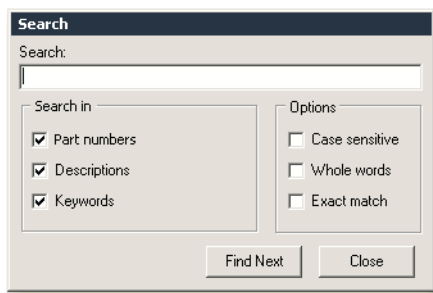 Search
Search:
Search in
Part numbers
Descriptions
Keywords
Options
Case sensitive
Whole words
Exact match
Find Next
Close